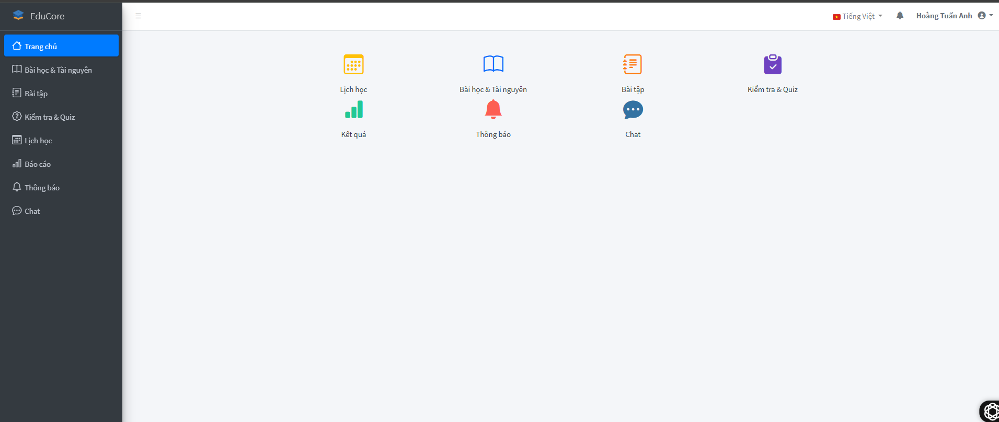 EduCore
Tiếng Việt
Hoàng Tuấn Anh
Trang chủ
Bài học & Tài nguyên
Bài tập
Kiểm tra & Quiz
Lịch học
Báo cáo
Thông báo
Chat
Lịch học
Bài học & Tài nguyên
Bài tập
Kiểm tra & Quiz
Kết quả
Thông báo
Chat